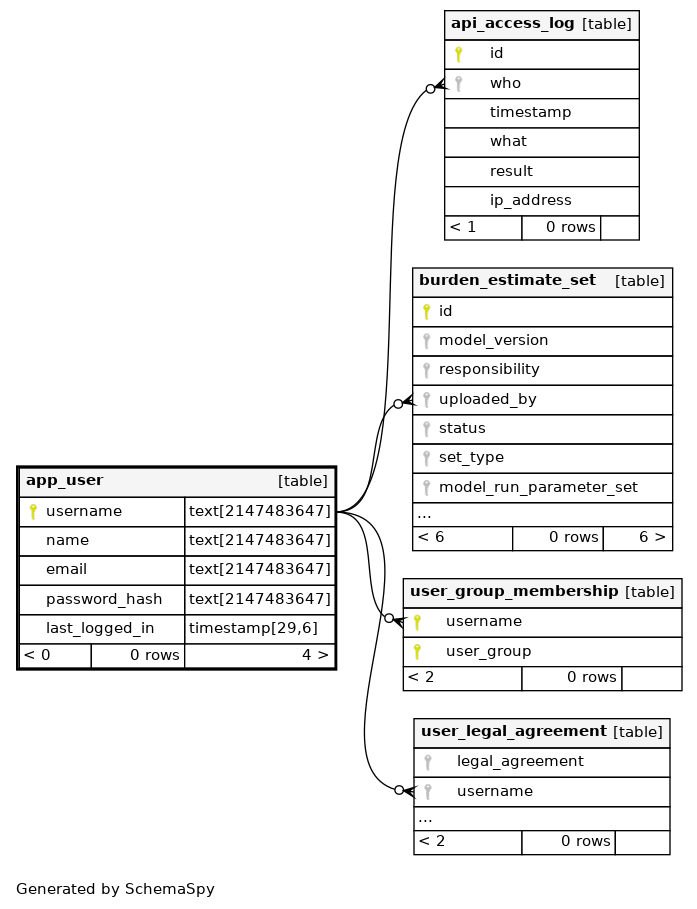 api_access_log [table]
id
who
timestamp
what
result
ip_address
< 1 0 rows
burden_estimate_set [table]
id
model_version
responsibility
uploaded_by
status
set_type
model_run_parameter_set
...
< 6 0 rows 6 >
app_user [table]
username text[2147483647]
name text[2147483647]
email text[2147483647]
password_hash text[2147483647]
last_logged_in timestamp[29,6]
< 0 0 rows 4 >
user_group_membership [table]
username
user_group
< 2 0 rows
user_legal_agreement [table]
legal_agreement
username
...
< 2 0 rows
Generated by SchemaSpy